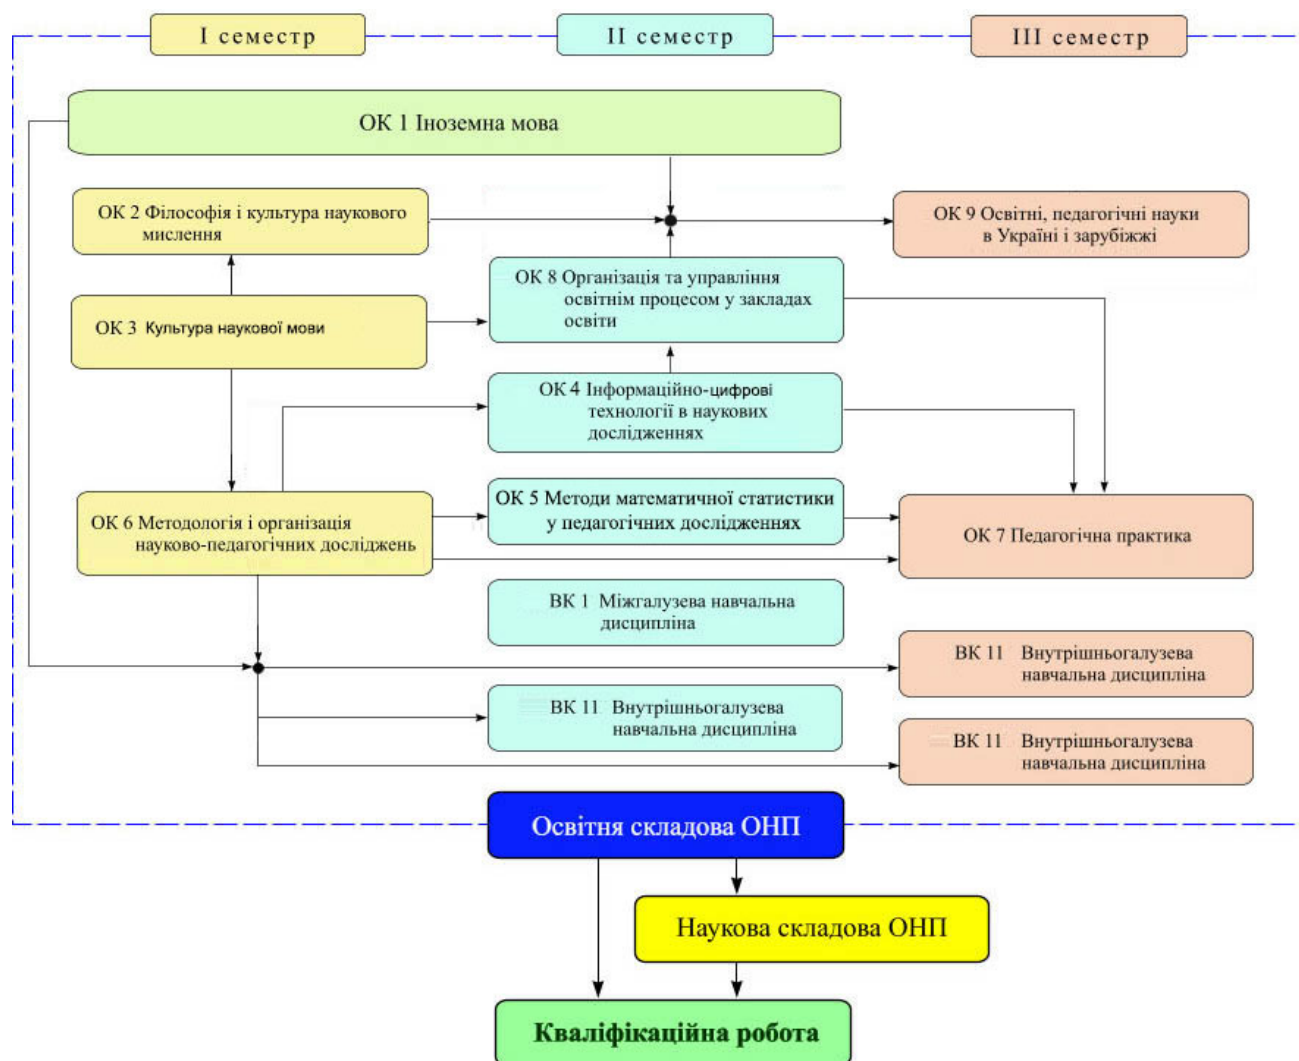 І семестр
ІІ семестр
ІІІ семестр
ОК 1 Іноземна мова
ОК 2 Філософія і культура наукового
мислення
ОК 9 Освітні, педагогічні науки
в Україні і зарубіжжі
ОК 8 Організація та управління
освітнім процесом у закладах
освіти
ОК 3 Культура наукової мови
ОК 4 Інформаційно-цифрові
технології в наукових
дослідженнях
ОК 5 Методи математичної статистики
у педагогічних дослідженнях
ОК 6 Методологія і організація
науково-педагогічних досліджень
ОК 7 Педагогічна практика
ВК 1 Міжгалузева навчальна
дисципліна
ВК 11 Внутрішньогалузева
навчальна дисципліна
ВК 11 Внутрішньогалузева
навчальна дисципліна
ВК 11 Внутрішньогалузева
навчальна дисципліна
Освітня складова ОНП
Наукова складова ОНП
Кваліфікаційна робота